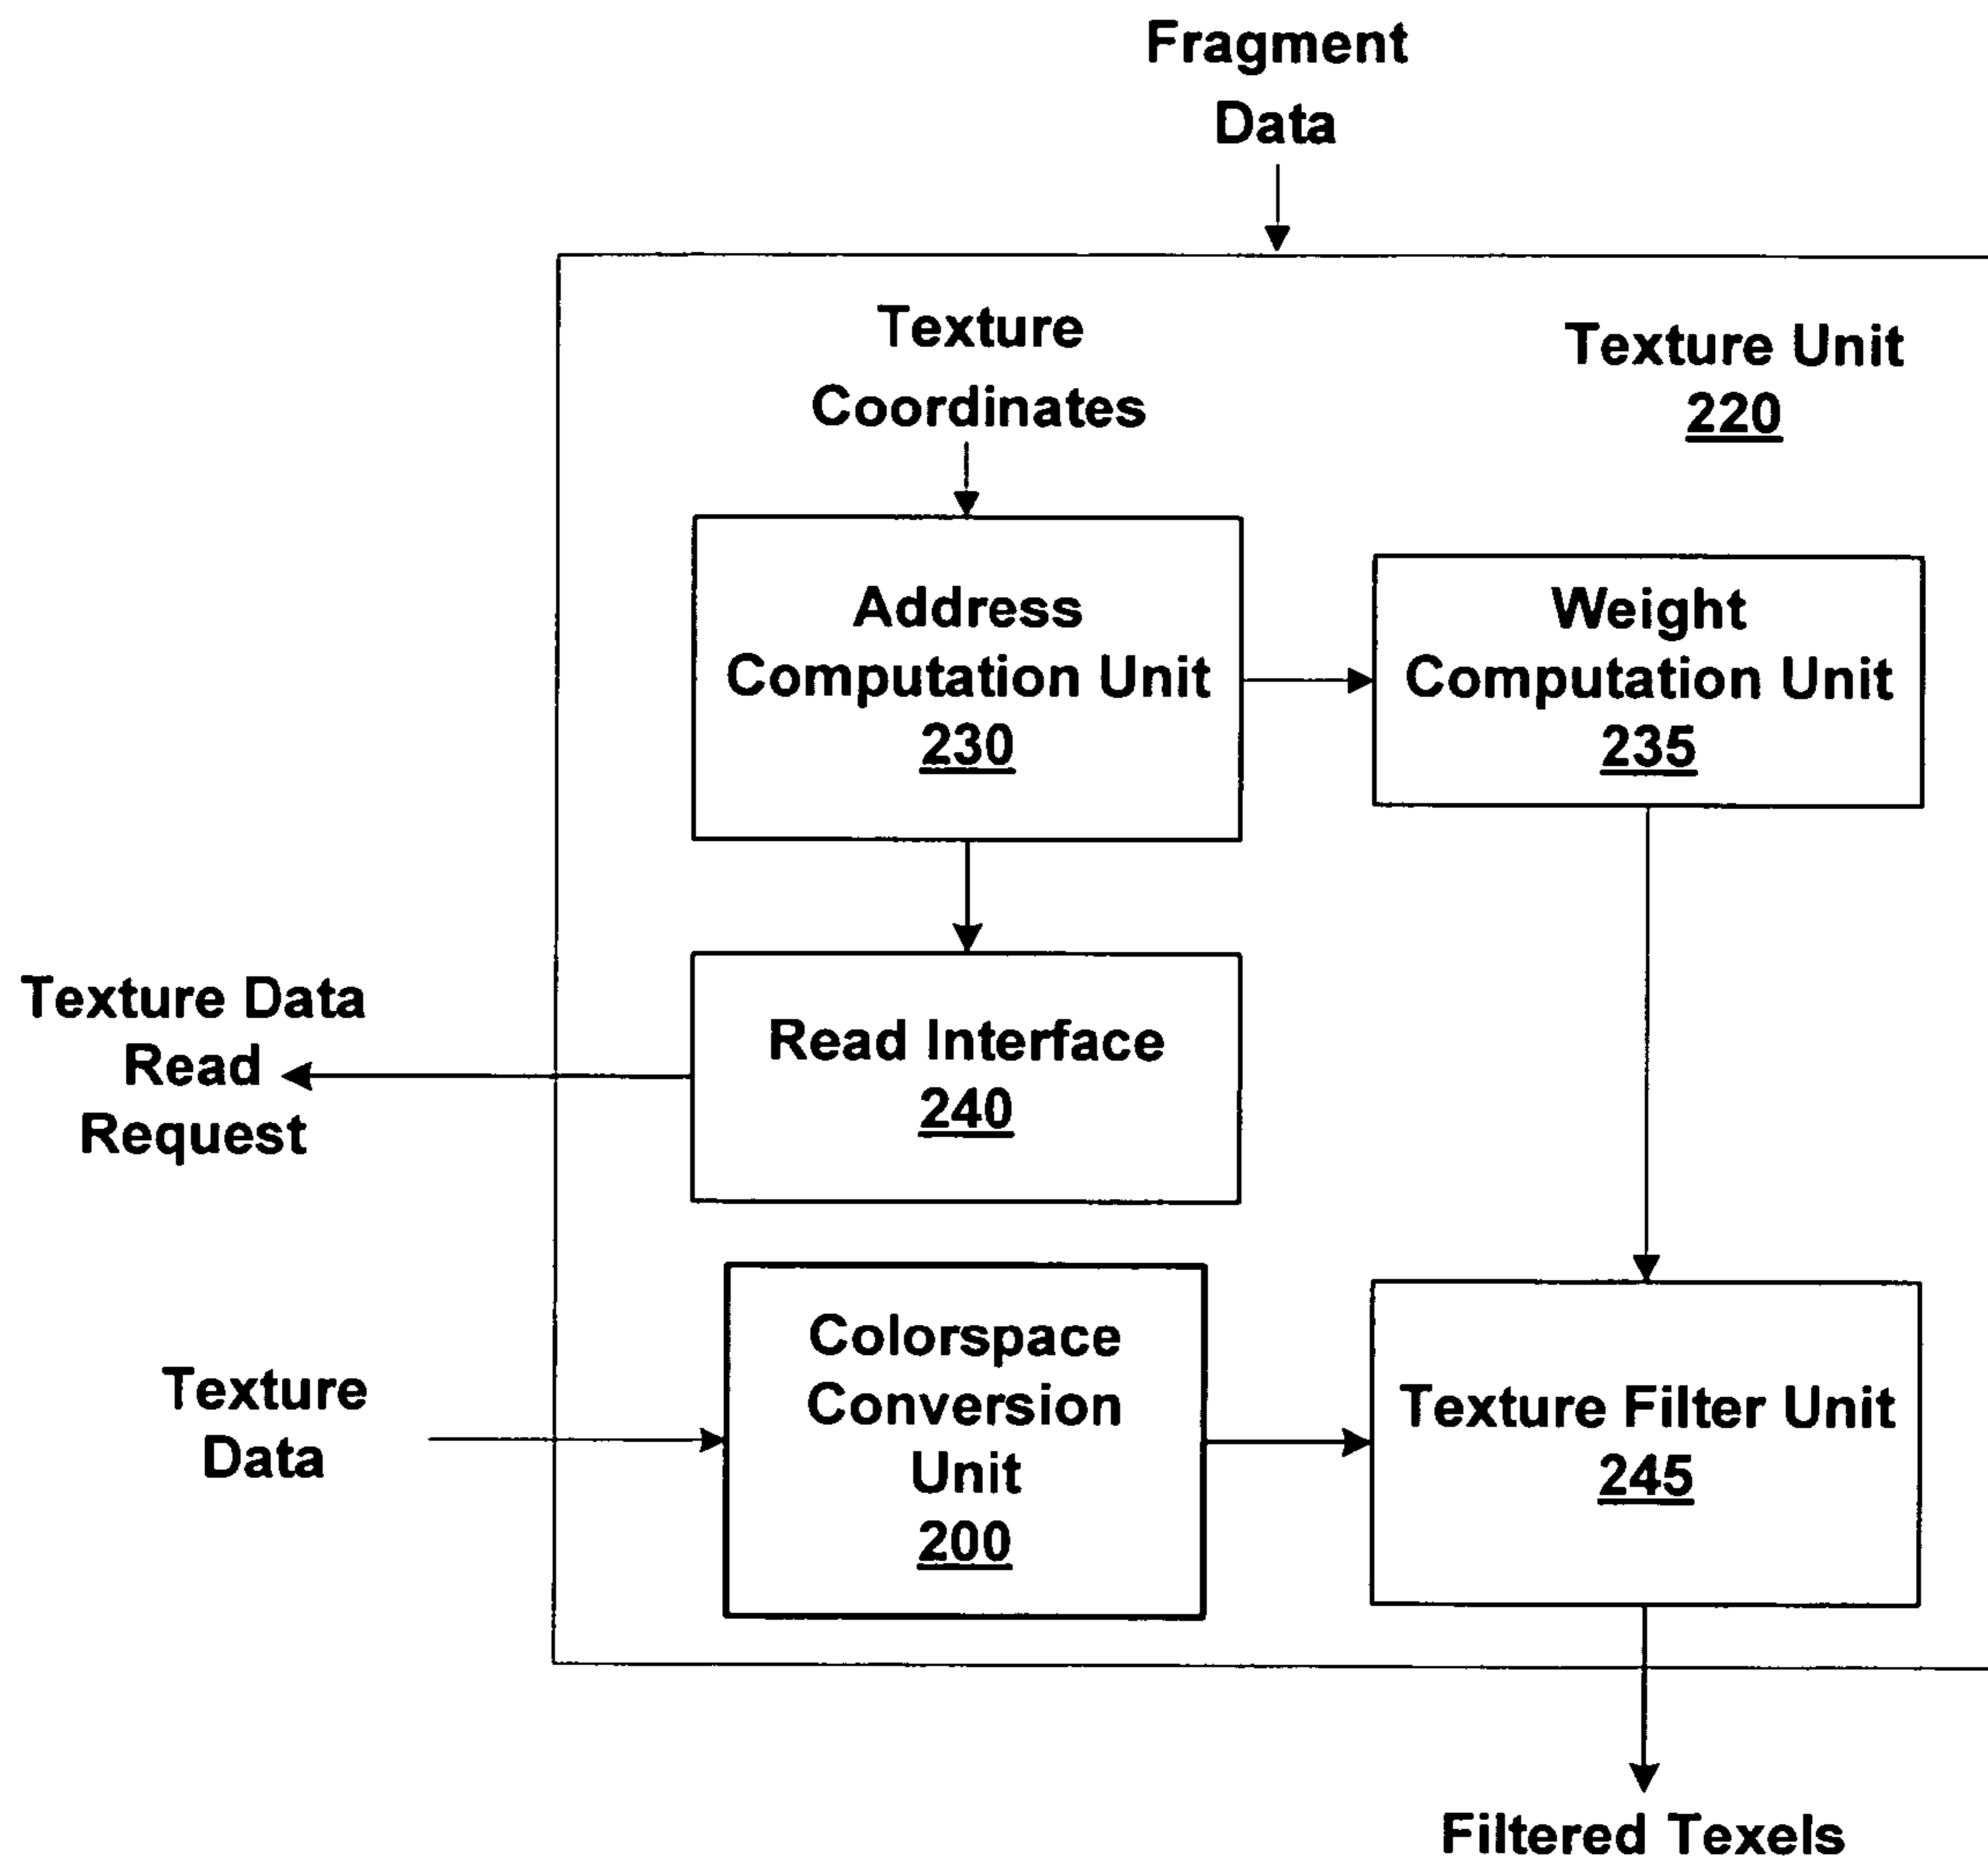 Fragment
Data
Texture
Coordinates
Texture Unit
220
Address
Computation Unit
230
Weight
Computation Unit
235
Texture Data
Read
Request
Read Interface
240
Texture
Data
Colorspace
Conversion
Unit
200
Texture Filter Unit
245
Filtered Texels